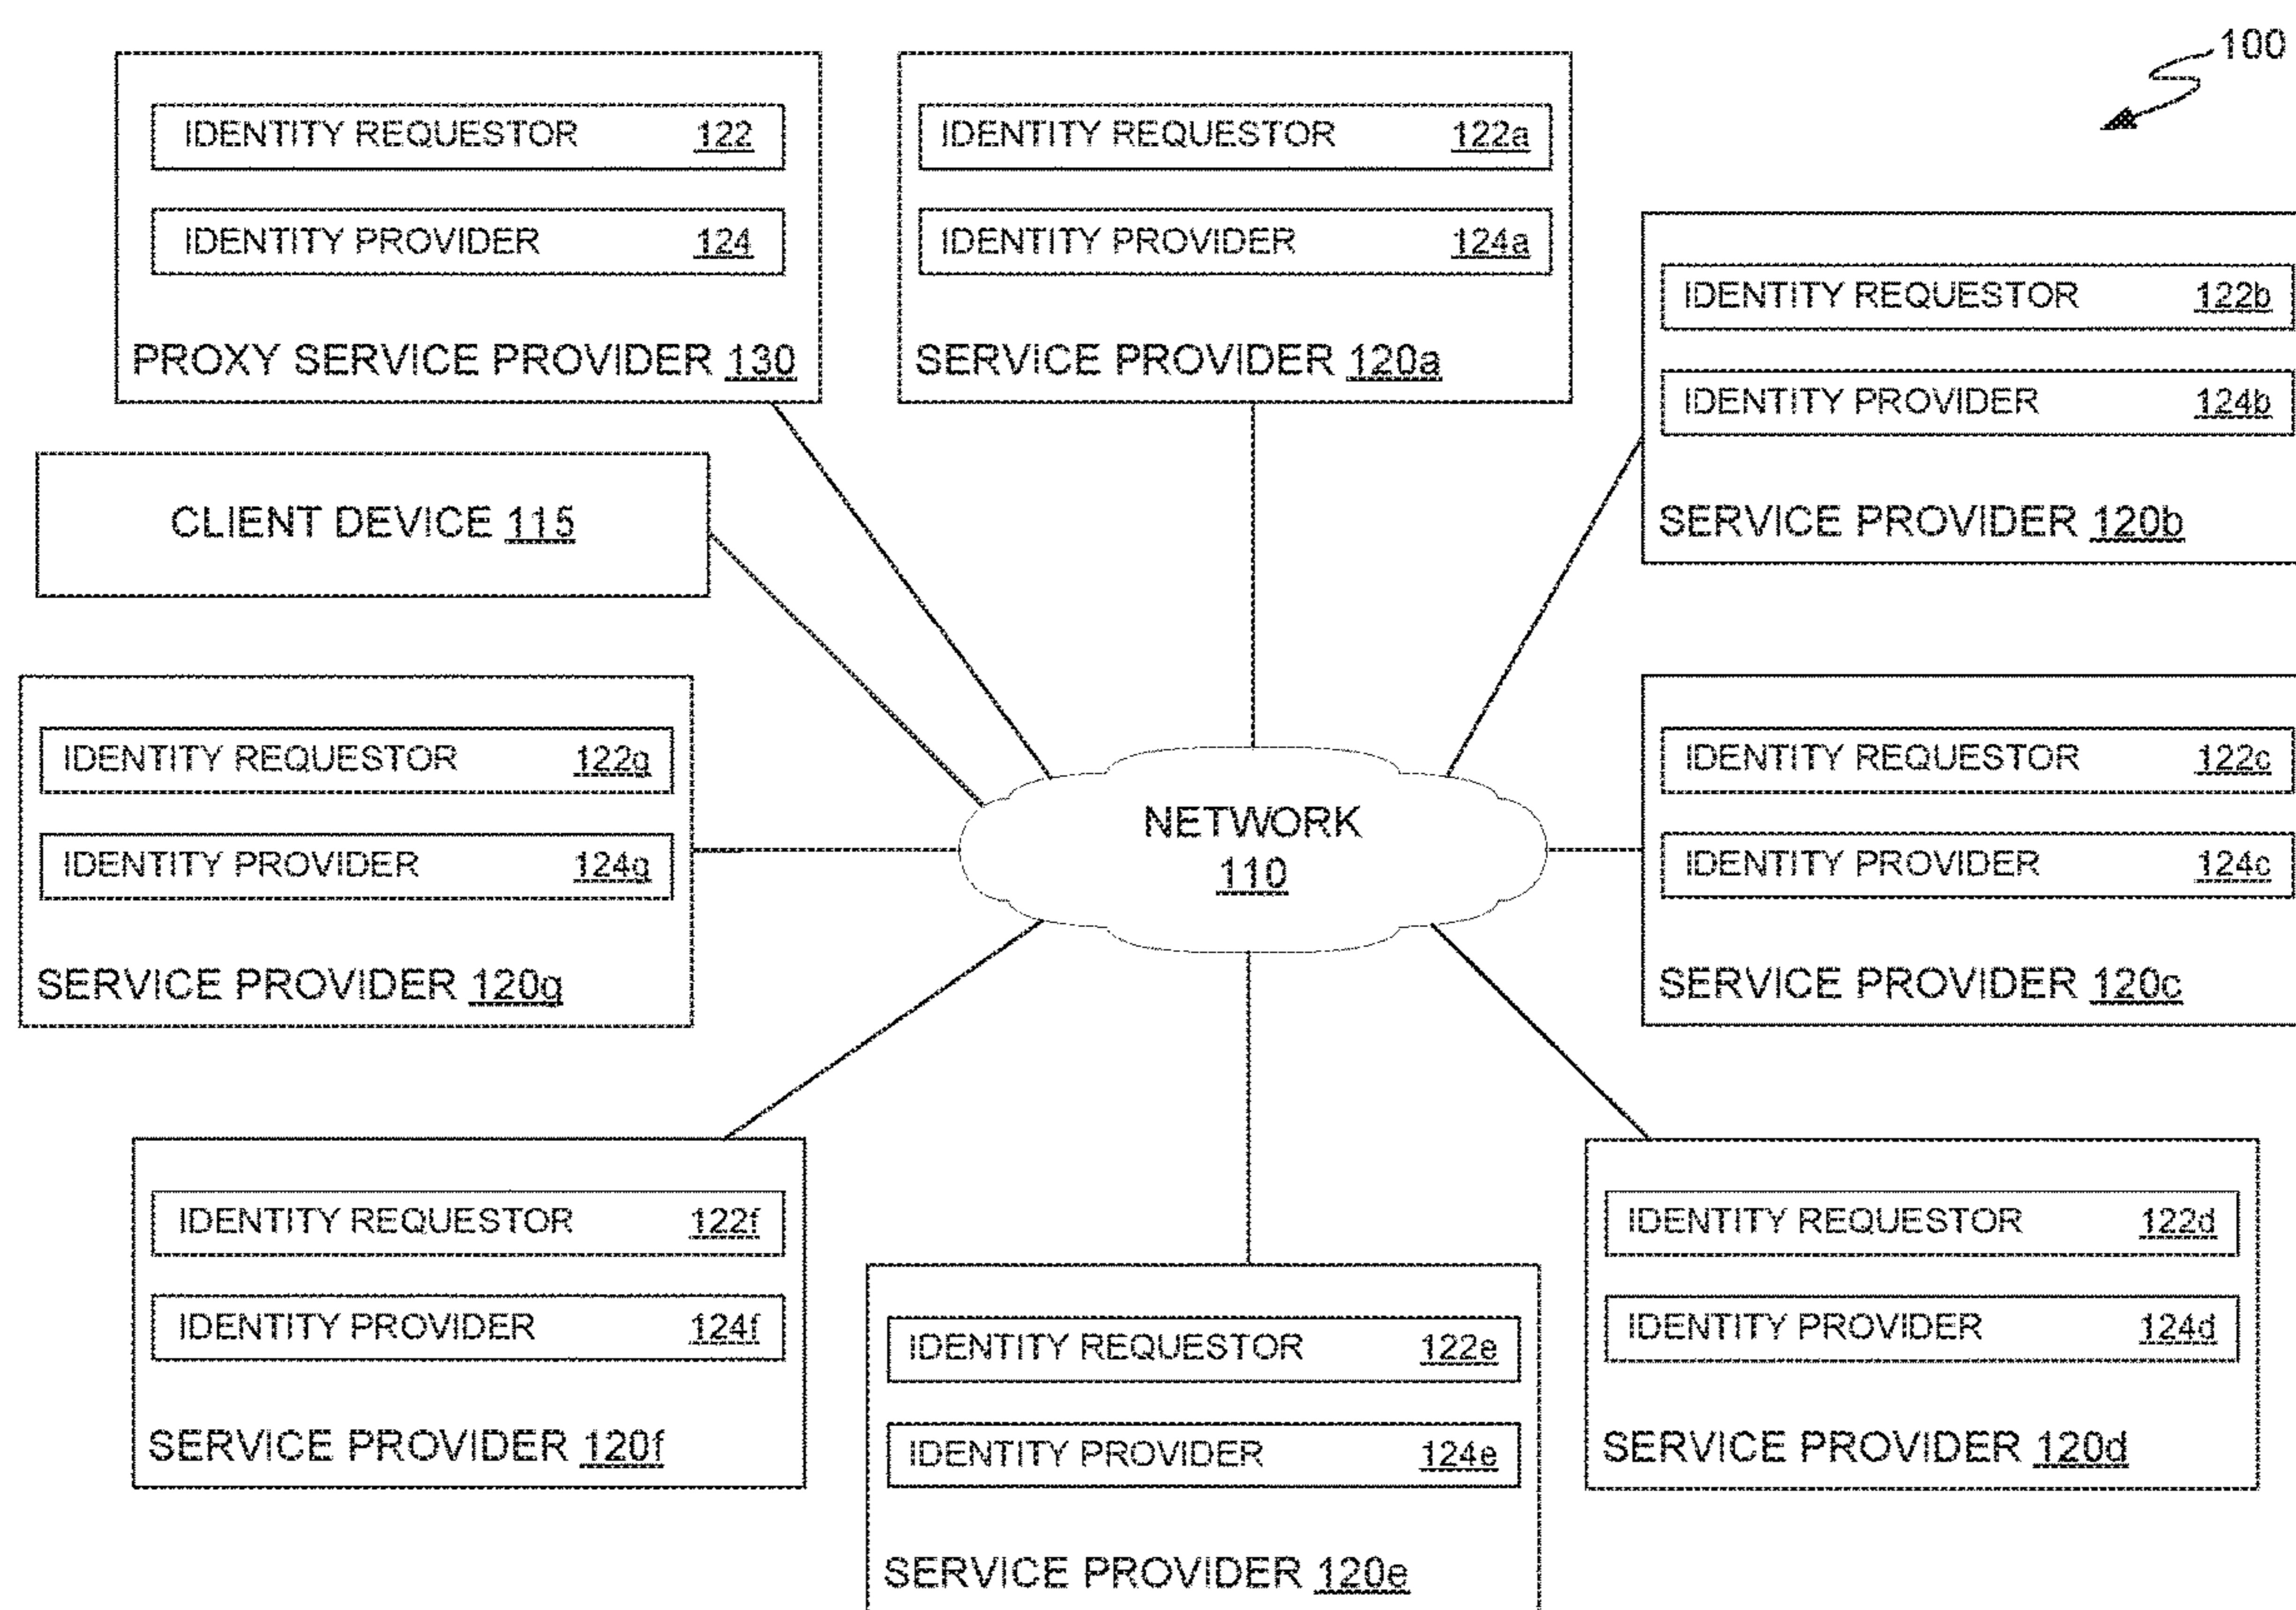 100
IDENTITY REQUESTOR 122
IDENTITY PROVIDER 124
PROXY SERVICE PROVIDER 130
IDENTITY REQUESTOR 122a
IDENTITY PROVIDER 124a
SERVICE PROVIDER 120a
IDENTITY REQUESTOR 122b
IDENTITY PROVIDER 124b
SERVICE PROVIDER 120b
CLIENT DEVICE 115
IDENTITY REQUESTOR 122g
IDENTITY PROVIDER 124g
SERVICE PROVIDER 120g
NETWORK
110
IDENTITY REQUESTOR 122c
IDENTITY PROVIDER 124c
SERVICE PROVIDER 120c
IDENTITY REQUESTOR 122f
IDENTITY PROVIDER 124f
SERVICE PROVIDER 120f
IDENTITY REQUESTOR 122e
IDENTITY PROVIDER 124e
SERVICE PROVIDER 120e
IDENTITY REQUESTOR 122d
IDENTITY PROVIDER 124d
SERVICE PROVIDER 120d